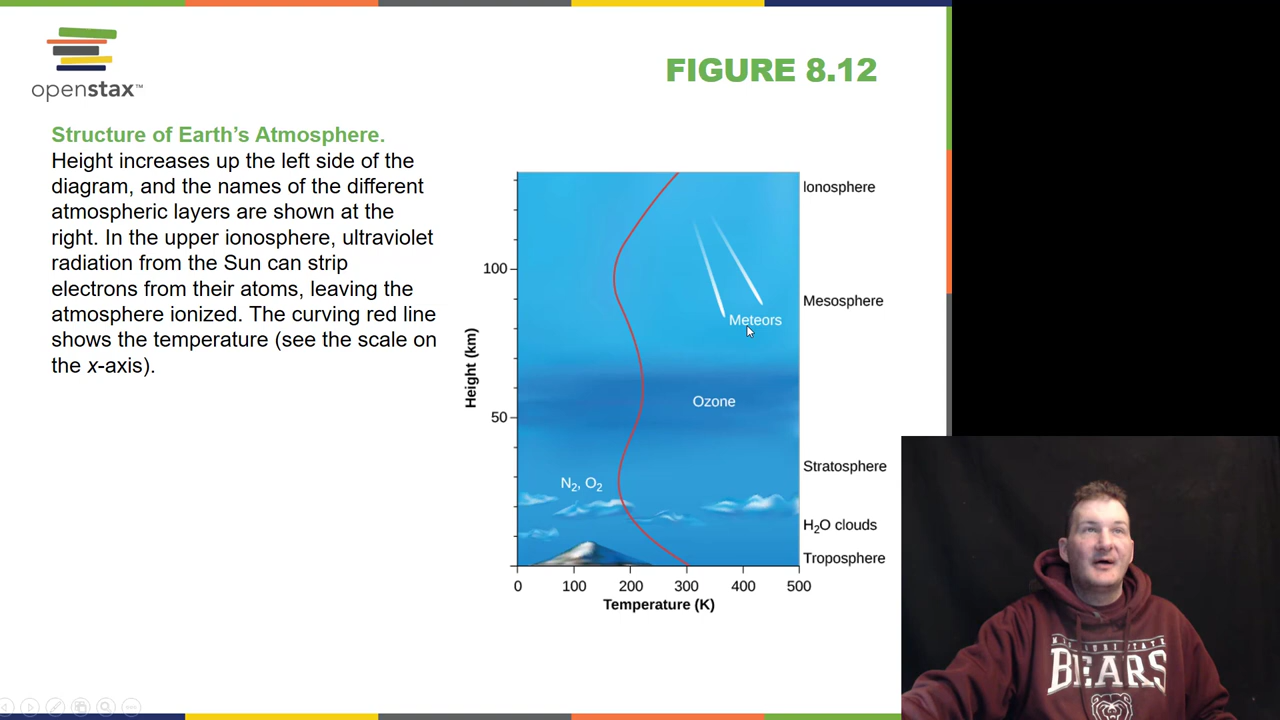 openstax™
FIGURE 8.12
Structure of Earth’s Atmosphere.
Height increases up the left side of the
diagram, and the names of the different
atmospheric layers are shown at the
right. In the upper ionosphere, ultraviolet
radiation from the Sun can strip
electrons from their atoms, leaving the
atmosphere ionized. The curving red line
shows the temperature (see the scale on
the x-axis).
Ionosphere
100
Mesosphere
Meteors
Height (km)
Ozone
50
Stratosphere
N₂, O₂
H₂O clouds
Troposphere
0 100 200 300 400 500
Temperature (K)
MISSOURI STATE
BEARS